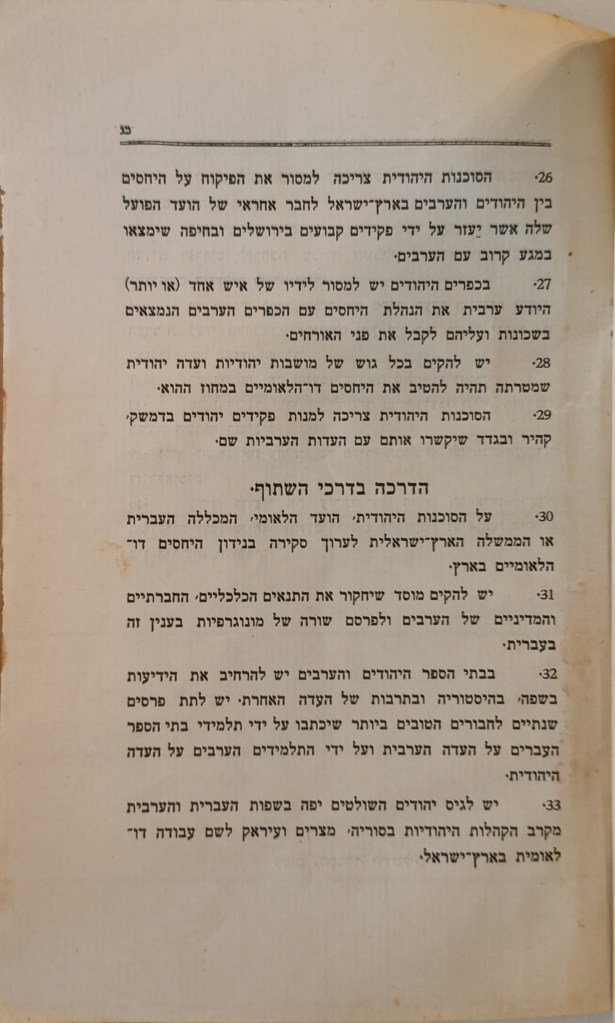 כג
26. הסוכנות היהודית צריכה למסור את הפיקוח על היחסים
בין היהודים והערבים בארץ־ישראל לחבר אחראי של הועד הפועל
שלה אשר יֵעזר על ידי פקידים קבועים בירושלים ובחיפה שימצאו
במגע קרוב עם הערבים.
27. בכפרים היהודים יש למסור לידיו של איש אחד (או יותר)
היודע ערבית את הנהלת היחסים עם הכפרים הערבים הנמצאים
בשכונות ועליהם לקבל את פני האורחים.
28. יש להקים בכל גוש של מושבות יהודיות ועדה יהודית
שמטרתה תהיה להטיב את היחסים דו־הלאומיים במחוז ההוא.
29. הסוכנות היהודית צריכה למנות פקידים יהודים בדמשק,
קהיר ובגדד שיקשרו אותם עם העדות הערביות שם.
הדרכה בדרכי השתוף.
30. על הסוכנות היהודית, הועד הלאומי, המכללה העברית
או הממשלה הארץ־ישראלית לערוך סקירה בנידון היחסים דו־
הלאומיים בארץ.
31. יש להקים מוסד שיחקור את התנאים הכלכליים, החברתיים
והמדיניים של הערבים ולפרסם שורה של מונוגרפיות בענין זה
בעברית.
32. בבתי הספר היהודים והערבים יש להרחיב את הידיעות
בשפה, בהיסטוריה ובתרבות של העדה האחרת. יש לתת פרסים
שנתיים לחבורים הטובים ביותר שיכתבו על ידי תלמידי בתי הספר
העברים על העדה הערבית ועל ידי התלמידים הערבים על העדה
היהודית.
33. יש לגיס יהודים השולטים יפה בשפות העברית והערבית
מקרב הקהלות היהודיות בסוריה, מצרים ועיראק לשם עבודה דו־
לאומית בארץ־ישראל.